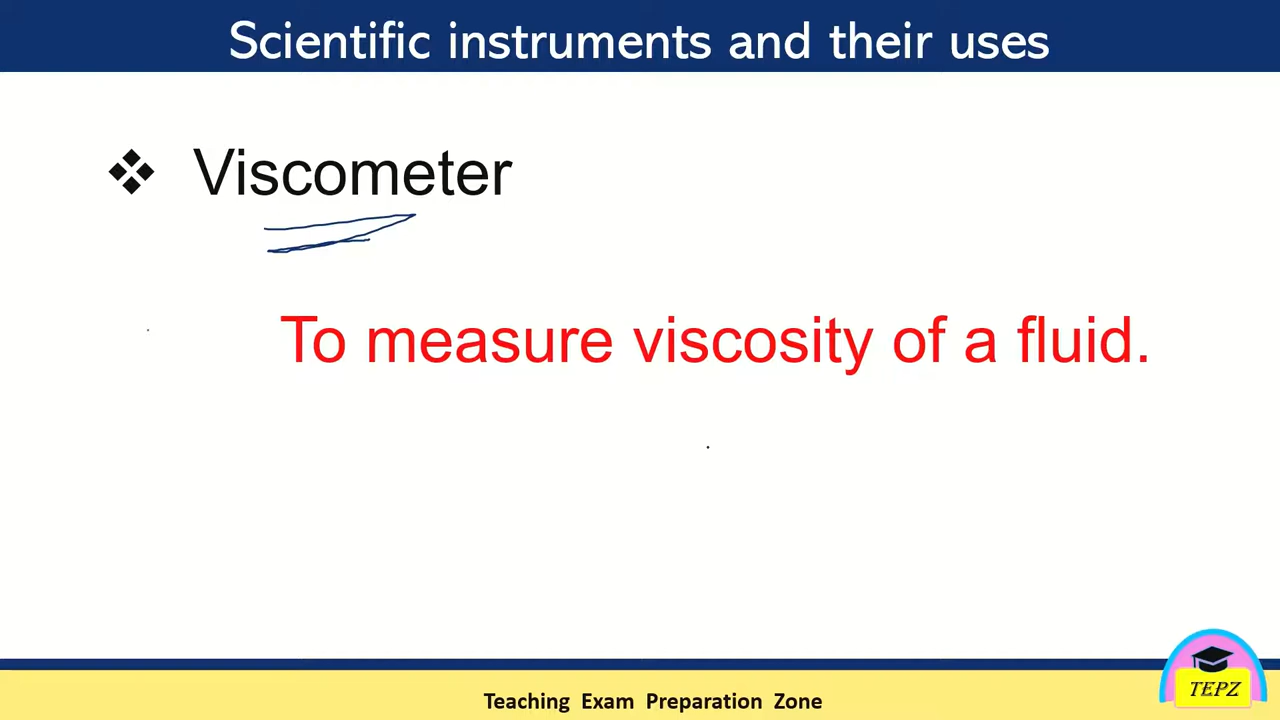 Scientific instruments and their uses
❖ Viscometer
To measure viscosity of a fluid.
TEPZ
Teaching Exam Preparation Zone